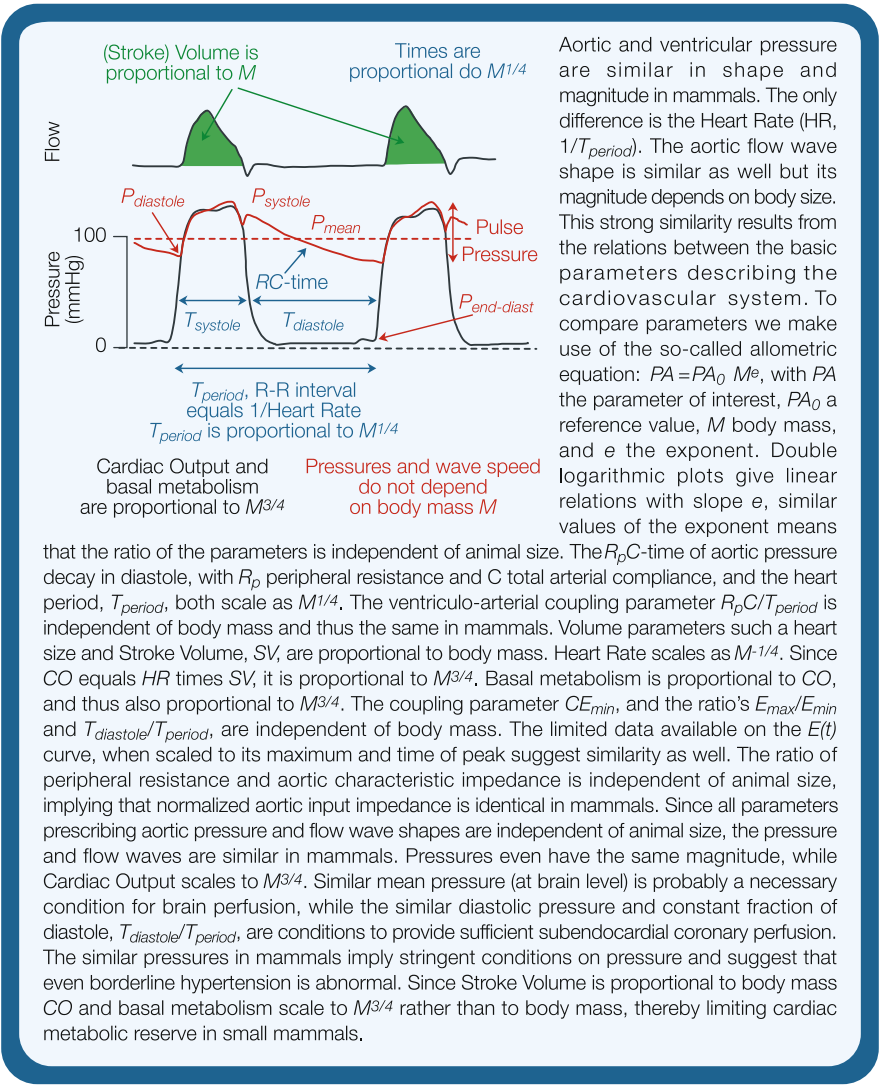 (Stroke) Volume is
proportional to M
Times are
proportional do M1/4
Flow
Pdiastole
Psystole
Pmean
Pulse
Pressure
100
Pressure
(mmHg)
RC-time
Tsystole
Tdiastole
Pend-diast
0
Tperiod, R-R interval
equals 1/Heart Rate
Tperiod is proportional to M1/4
Cardiac Output and
basal metabolism
are proportional to M3/4
Pressures and wave speed
do not depend
on body mass M
Aortic and ventricular pressure
are similar in shape and
magnitude in mammals. The only
difference is the Heart Rate (HR,
1/Tperiod). The aortic flow wave
shape is similar as well but its
magnitude depends on body size.
This strong similarity results from
the relations between the basic
parameters describing the
cardiovascular system. To
compare parameters we make
use of the so-called allometric
equation: PA=PA0 Me, with PA
the parameter of interest, PA0 a
reference value, M body mass,
and e the exponent. Double
logarithmic plots give linear
relations with slope e, similar
values of the exponent means
that the ratio of the parameters is independent of animal size. The RpC-time of aortic pressure
decay in diastole, with Rp peripheral resistance and C total arterial compliance, and the heart
period, Tperiod, both scale as M1/4. The ventriculo-arterial coupling parameter RpC/Tperiod is
independent of body mass and thus the same in mammals. Volume parameters such a heart
size and Stroke Volume, SV, are proportional to body mass. Heart Rate scales as M-1/4. Since
CO equals HR times SV, it is proportional to M3/4. Basal metabolism is proportional to CO,
and thus also proportional to M3/4. The coupling parameter CEmin, and the ratio's Emax/Emin
and Tdiastole/Tperiod, are independent of body mass. The limited data available on the E(t)
curve, when scaled to its maximum and time of peak suggest similarity as well. The ratio of
peripheral resistance and aortic characteristic impedance is independent of animal size,
implying that normalized aortic input impedance is identical in mammals. Since all parameters
prescribing aortic pressure and flow wave shapes are independent of animal size, the pressure
and flow waves are similar in mammals. Pressures even have the same magnitude, while
Cardiac Output scales to M3/4. Similar mean pressure (at brain level) is probably a necessary
condition for brain perfusion, while the similar diastolic pressure and constant fraction of
diastole, Tdiastole/Tperiod, are conditions to provide sufficient subendocardial coronary perfusion.
The similar pressures in mammals imply stringent conditions on pressure and suggest that
even borderline hypertension is abnormal. Since Stroke Volume is proportional to body mass
CO and basal metabolism scale to M3/4 rather than to body mass, thereby limiting cardiac
metabolic reserve in small mammals.